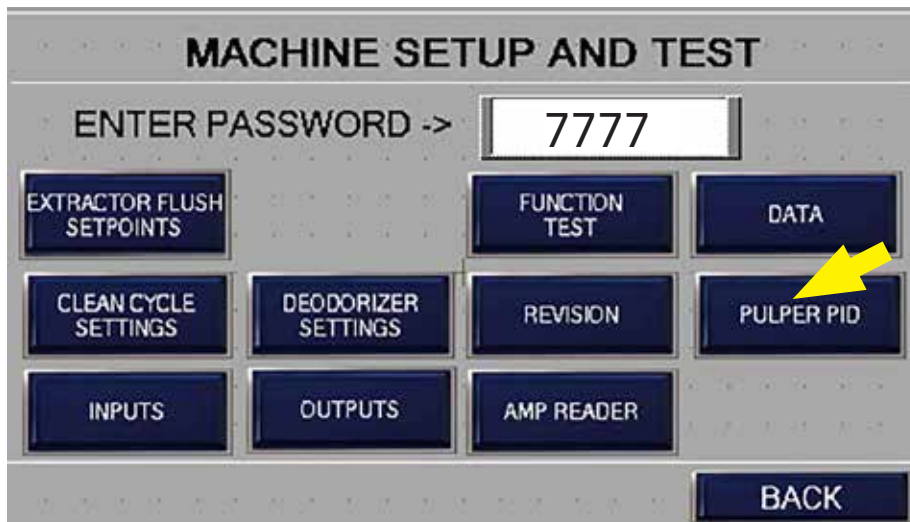 MACHINE SETUP AND TEST
ENTER PASSWORD -> 7777
EXTRACTOR FLUSH
SETPOINTS
FUNCTION
TEST
DATA
CLEAN CYCLE
SETTINGS
DEODORIZER
SETTINGS
REVISION
PULPER PID
INPUTS
OUTPUTS
AMP READER
BACK